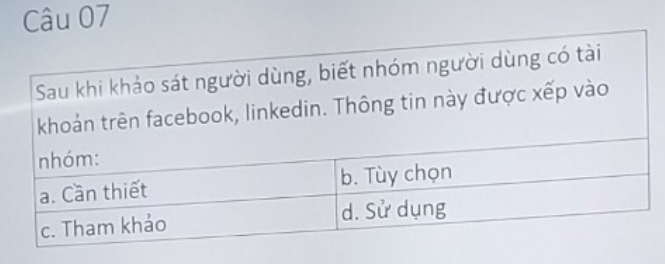 Câu 07
Sau khi khảo sát người dùng, biết nhóm người dùng có tài
khoản trên facebook, linkedin. Thông tin này được xếp vào
nhóm:
a. Cần thiết
b. Tùy chọn
c. Tham khảo
d. Sử dụng